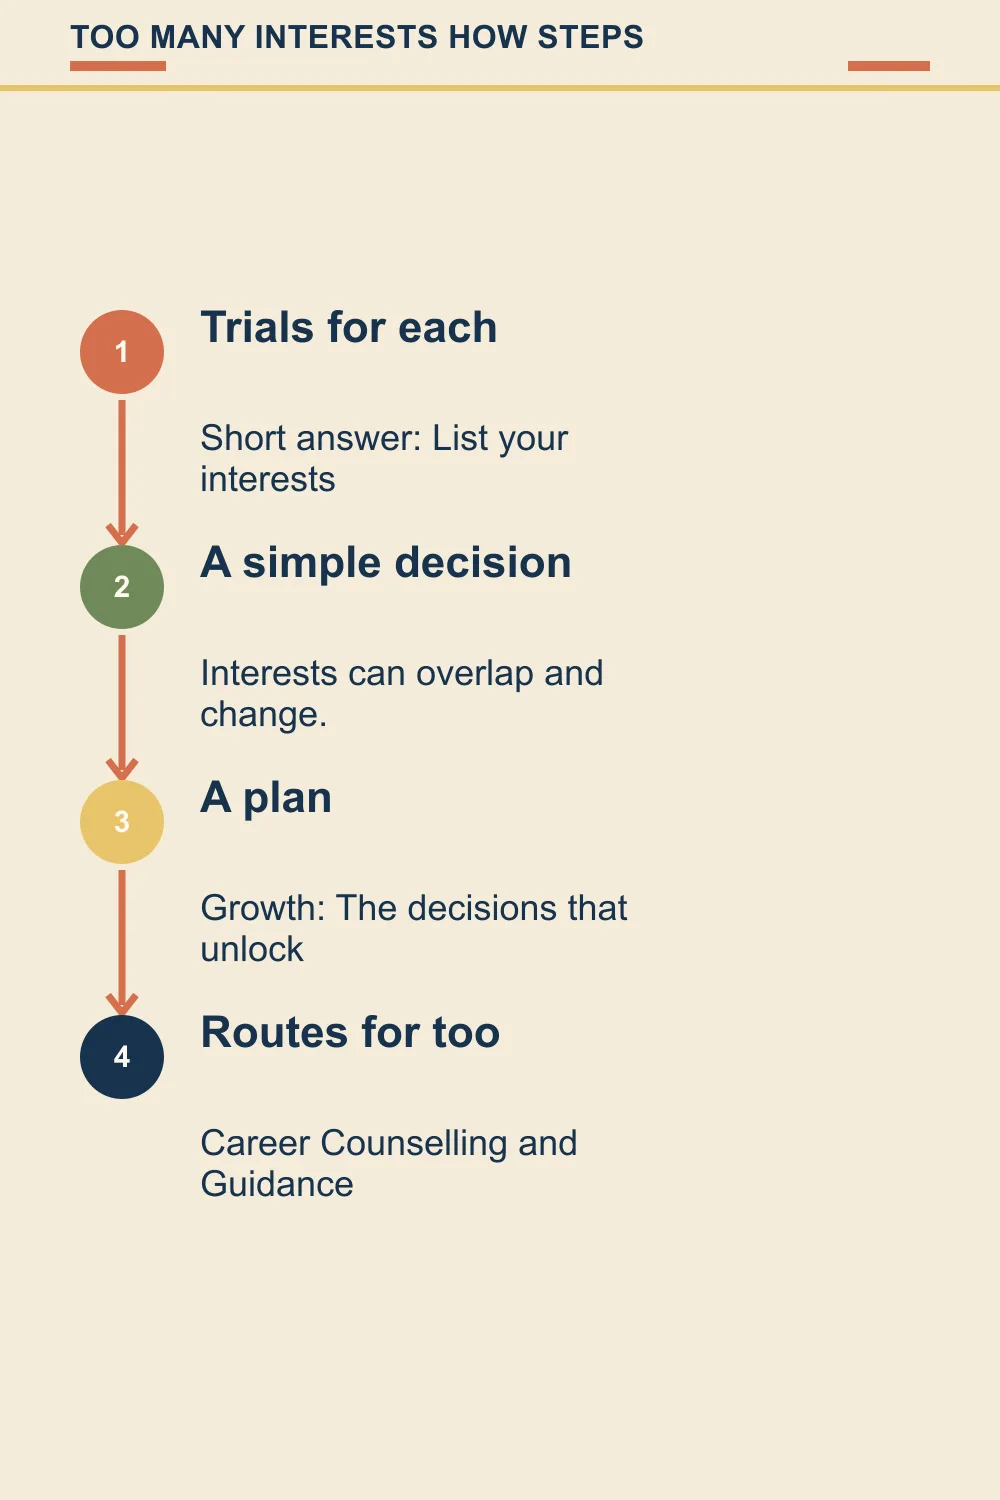 TOO MANY INTERESTS HOW STEPS
1
Trials for each
Short answer: List your
interests
2
A simple decision
Interests can overlap and
change.
3
A plan
Growth: The decisions that
unlock
4
Routes for too
Career Counselling and
Guidance